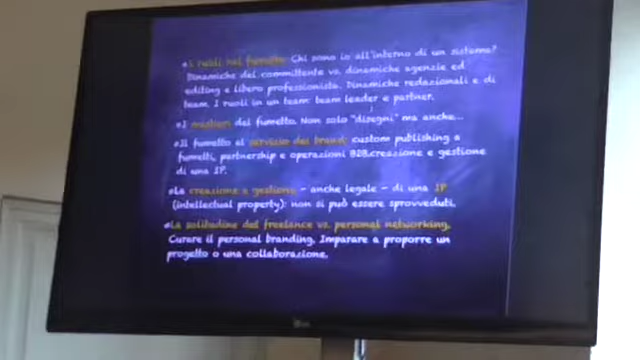 • I ruoli nel fumetto. Chi sono io all'interno di un sistema?
Dinamiche del committente vs. dinamiche agenzie ed
editing e libero professionista. Dinamiche redazionali e di
team. I ruoli in un team: team leader e partner.
• I mestieri del fumetto. Non solo "disegni" ma anche...
• Il fumetto al servizio dei brand: custom publishing a
fumetti, partnership e operazioni B2B.creazione e gestione
di una IP.
• La creazione e gestione - anche legale - di una IP
(intellectual property): non si può essere sprovveduti.
• La solitudine del freelance vs. personal networking.
Curare il personal branding. Imparare a proporre un
progetto o una collaborazione.